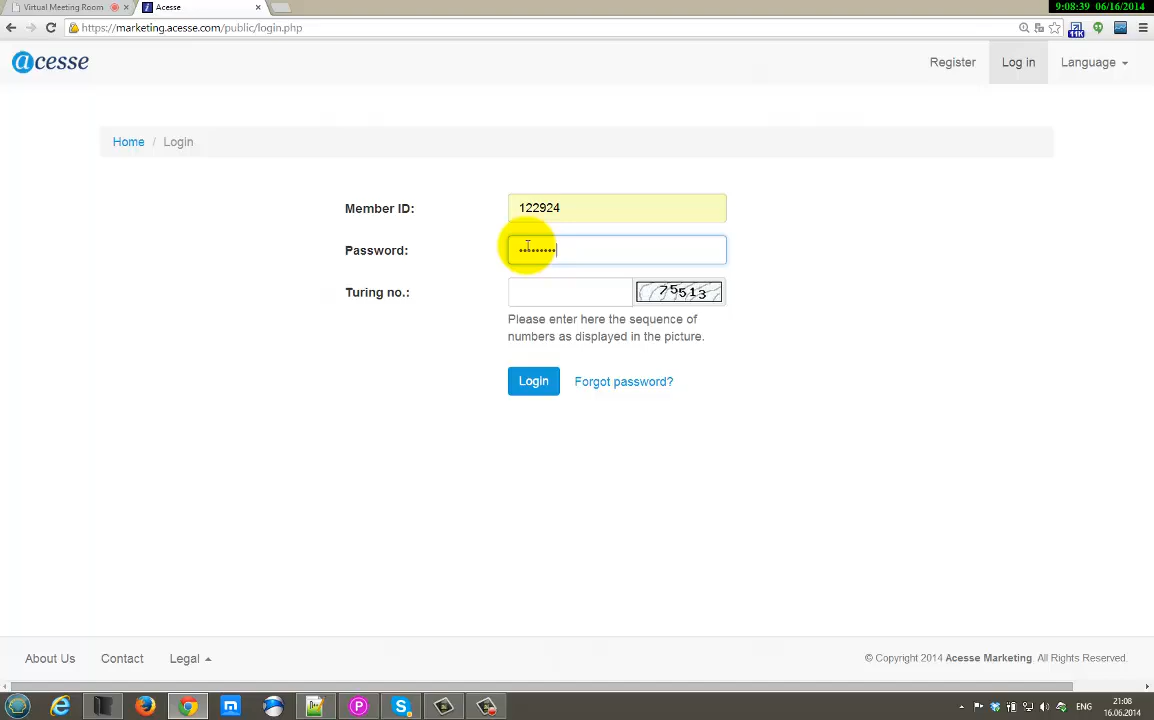 Virtual Meeting Room
Acesse
9:08:39 06/16/2014
https://marketing.acesse.com/public/login.php
11K
acesse
Register
Log in
Language
Home / Login
Member ID:
122924
Password:
Turing no.:
75513
Please enter here the sequence of
numbers as displayed in the picture.
Login
Forgot password?
About Us
Contact
Legal
© Copyright 2014 Acesse Marketing All Rights Reserved.
ENG
21:08
16.06.2014